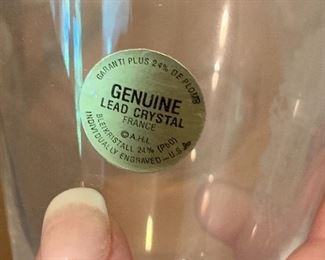 GARANTI PLUS 24% DE PLOMB
GENUINE
LEAD CRYSTAL
FRANCE
© A.H.I.
BLEIKRISTALL 24% (PBO)
INDIVIDUALLY ENGRAVED - U.S.A.